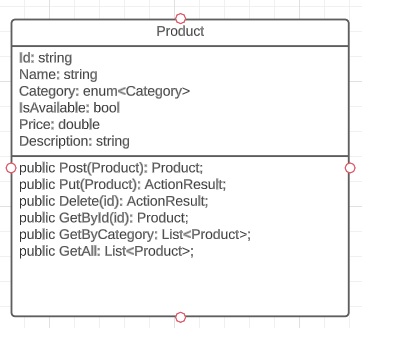 Product
Id: string
Name: string
Category: enum<Category>
IsAvailable: bool
Price: double
Description: string
public Post(Product): Product;
public Put(Product): ActionResult;
public Delete(id): ActionResult;
public GetById(id): Product;
public GetByCategory: List<Product>;
public GetAll: List<Product>;